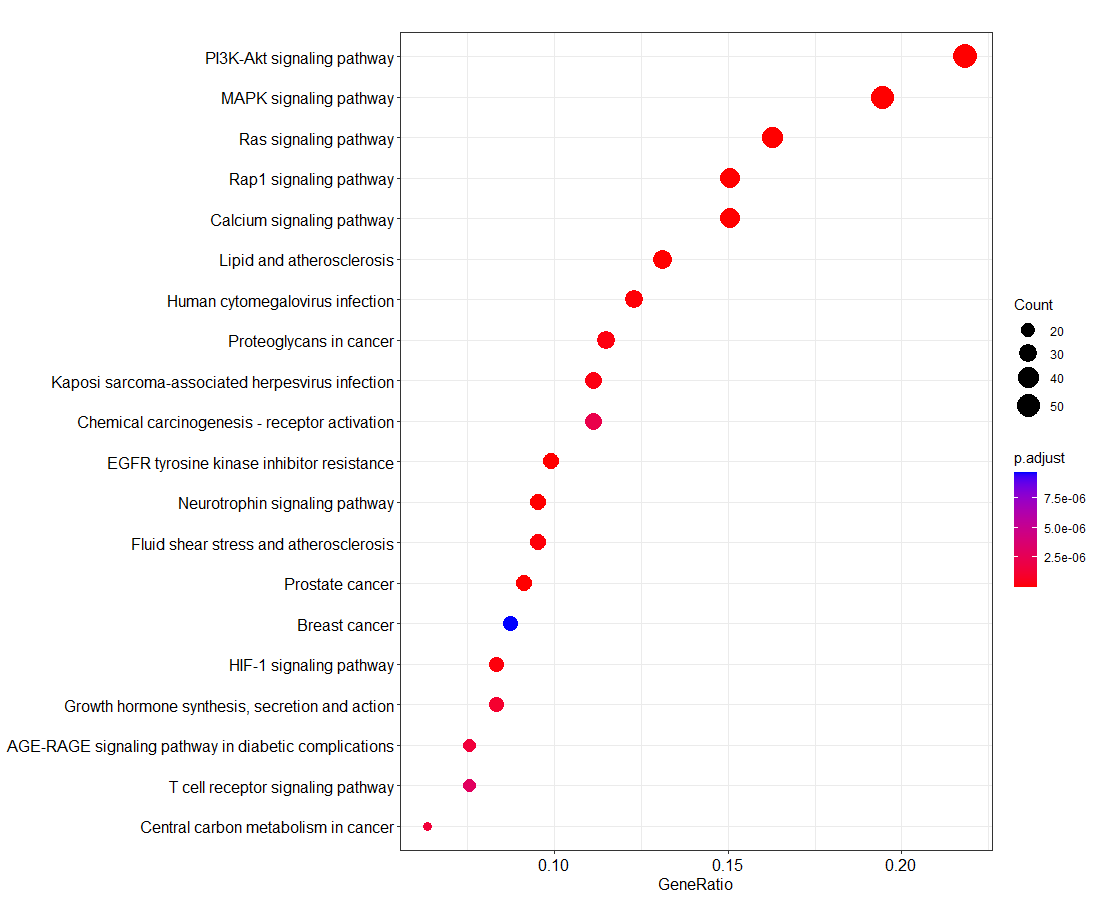 PI3K-Akt signaling pathway
MAPK signaling pathway
Ras signaling pathway
Rap1 signaling pathway
Calcium signaling pathway
Lipid and atherosclerosis
Human cytomegalovirus infection
Proteoglycans in cancer
Kaposi sarcoma-associated herpesvirus infection
Chemical carcinogenesis - receptor activation
EGFR tyrosine kinase inhibitor resistance
Neurotrophin signaling pathway
Fluid shear stress and atherosclerosis
Prostate cancer
Breast cancer
HIF-1 signaling pathway
Growth hormone synthesis, secretion and action
AGE-RAGE signaling pathway in diabetic complications
T cell receptor signaling pathway
Central carbon metabolism in cancer
0.10 0.15 0.20
GeneRatio
Count
20
30
40
50
p.adjust
7.5e-06
5.0e-06
2.5e-06